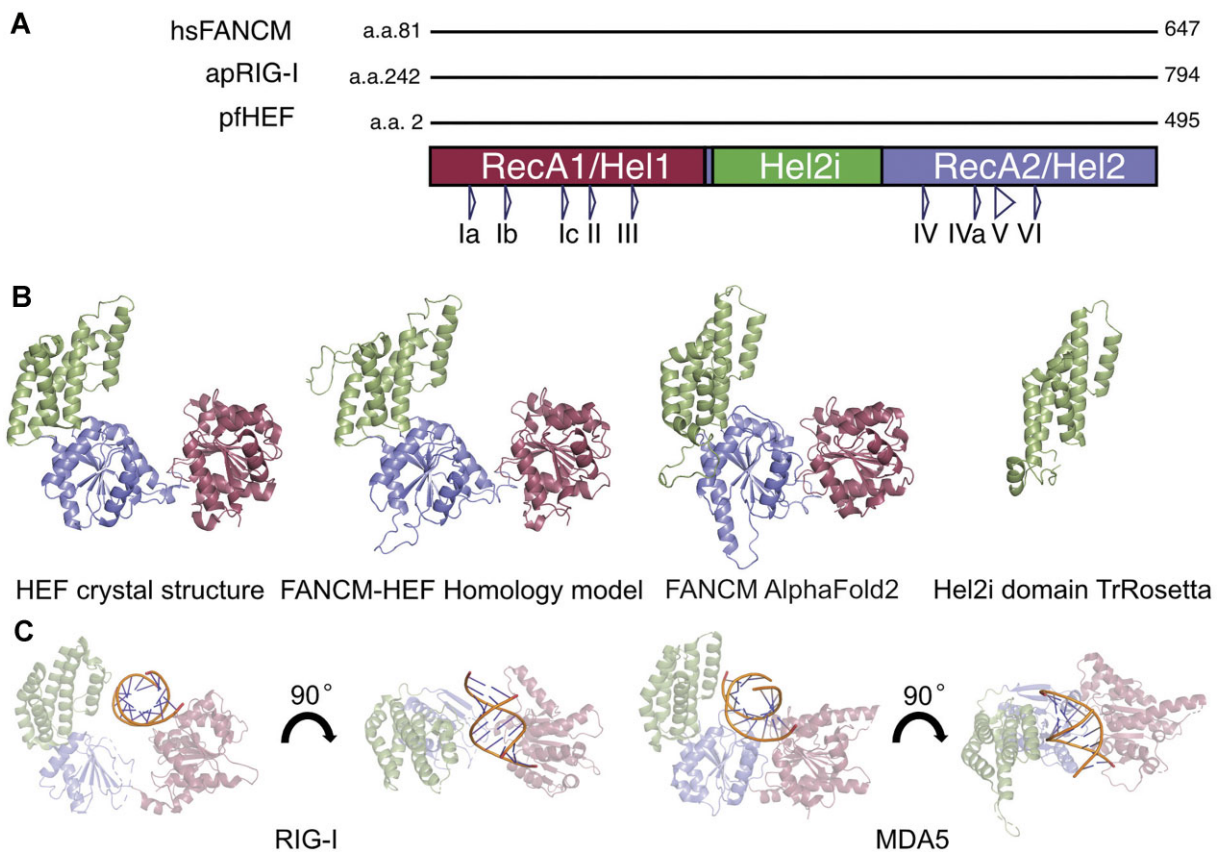 A
hsFANCM a.a.81 647
apRIG-I a.a.242 794
pfHEF a.a. 2 495
RecA1/Hel1 Hel2i RecA2/Hel2
Ia Ib Ic II III IV IVa V VI
B
HEF crystal structure FANCM-HEF Homology model FANCM AlphaFold2 Hel2i domain TrRosetta
C
90° 90°
RIG-I MDA5